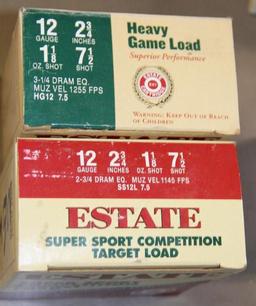 12 2¾ Heavy
GAUGE INCHES Game Load
1⅛ 7½ Superior Performance
OZ. SHOT SHOT
3-1/4 DRAM EQ.
MUZ VEL 1255 FPS
HG12 7.5
ESTATE
CARTRIDGE
WARNING: KEEP OUT OF REACH
OF CHILDREN
12 2¾ 1⅛ 7½
GAUGE INCHES OZ. SHOT SHOT
2-3/4 DRAM EQ. MUZ VEL 1145 FPS
SS12L 7.5
ESTATE
SUPER SPORT COMPETITION
TARGET LOAD